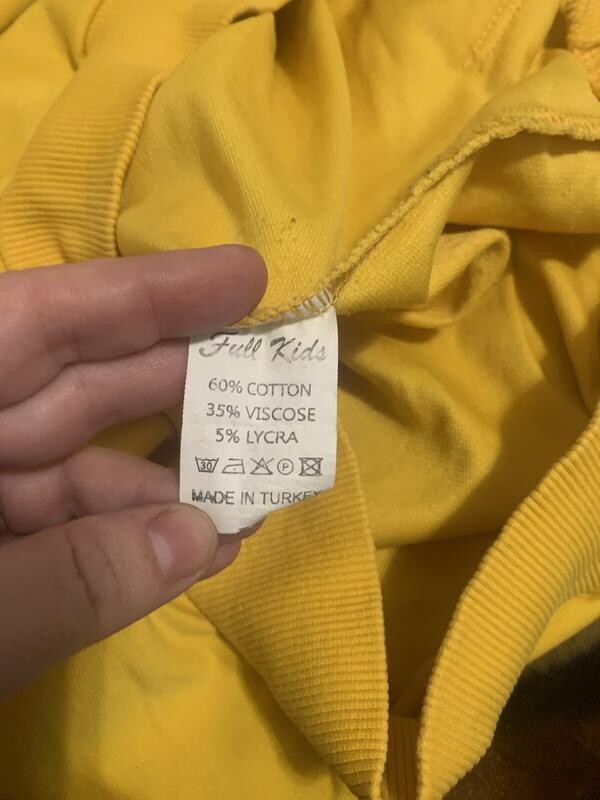 Full Kids
60% COTTON
35% VISCOSE
5% LYCRA
30 P
MADE IN TURKEY